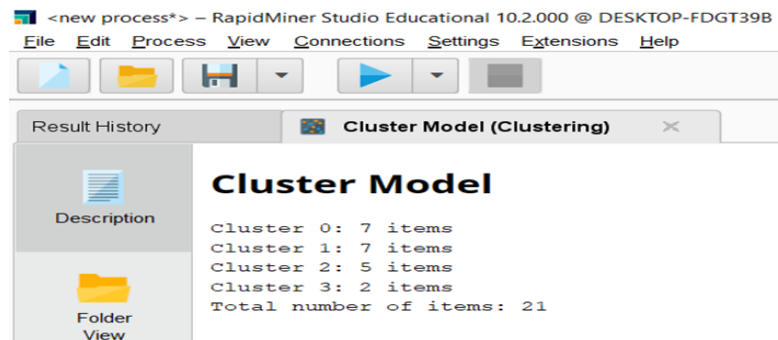 <new process*> – RapidMiner Studio Educational 10.2.000 @ DESKTOP-FDGT39B
File Edit Process View Connections Settings Extensions Help
Result History
Cluster Model (Clustering)
Description
Folder
View
Cluster Model
Cluster 0: 7 items
Cluster 1: 7 items
Cluster 2: 5 items
Cluster 3: 2 items
Total number of items: 21